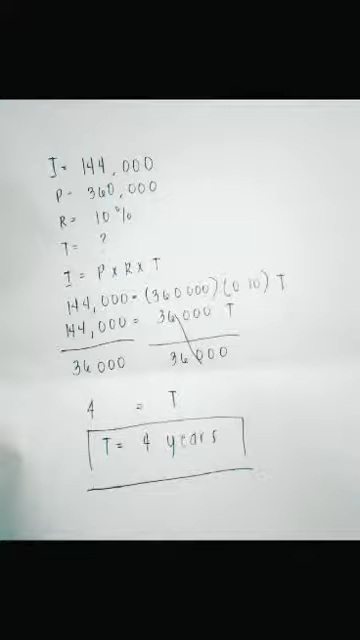 I = 144,000
P = 360,000
R = 10%
T = ?
I = P x R x T
144,000 = (360000)(0 10) T
144,000 = 36000 T
36000 36000
4 = T
T = 4 years